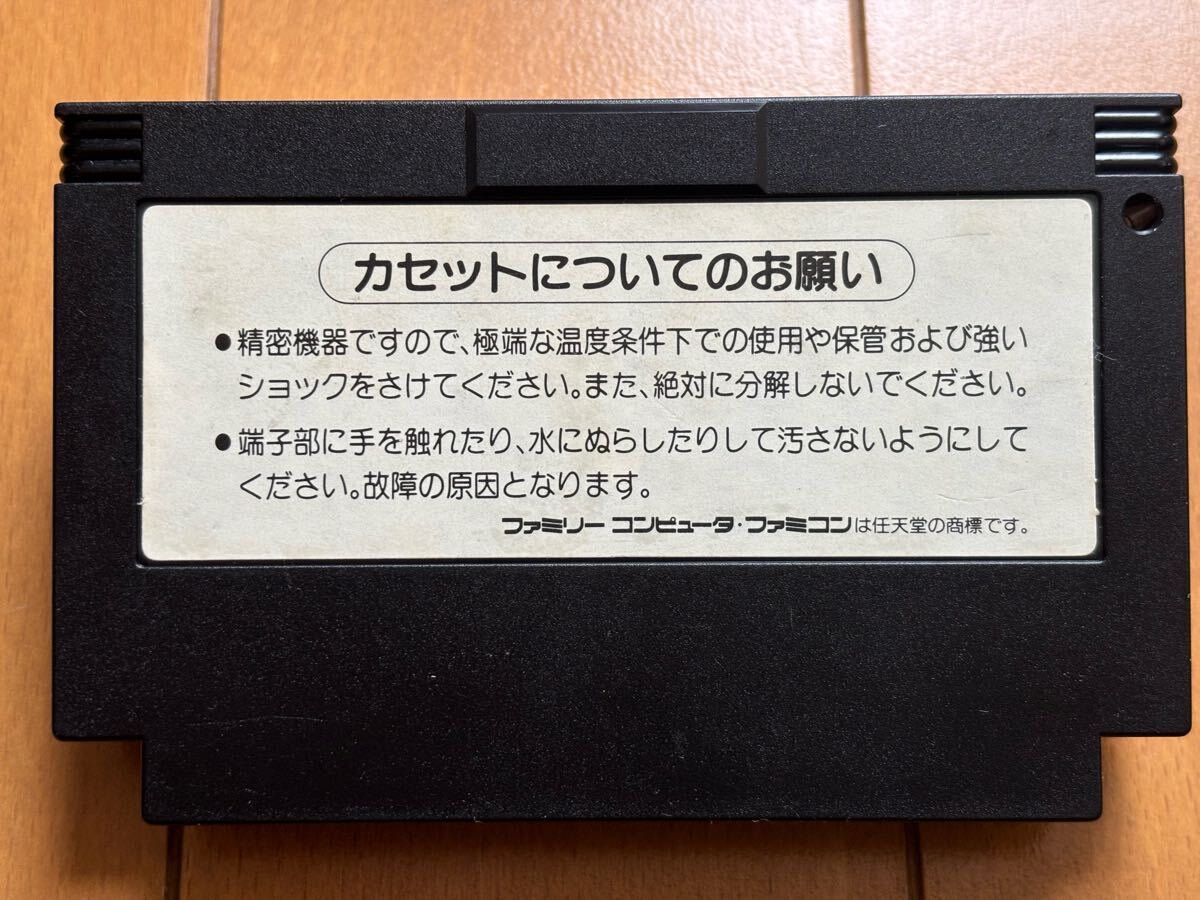 カセットについてのお願い
●精密機器ですので、極端な温度条件下での使用や保管および強い
ショックをさけてください。また、絶対に分解しないでください。
●端子部に手を触れたり、水にぬらしたりして汚さないようにして
ください。故障の原因となります。
ファミリー コンピュータ・ファミコンは任天堂の商標です。